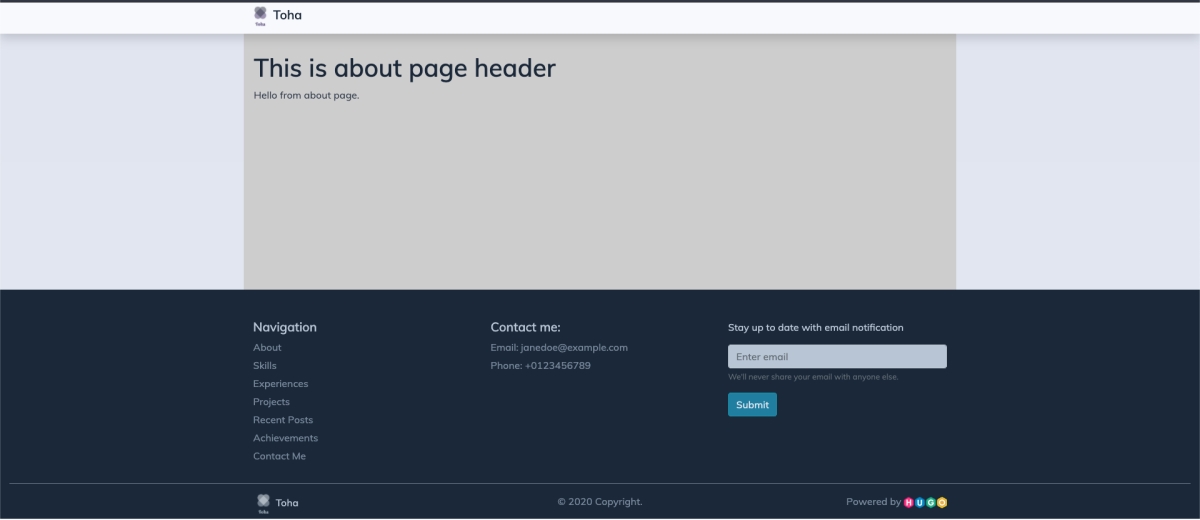 Toha
Toha
This is about page header
Hello from about page.
Navigation
About
Skills
Experiences
Projects
Recent Posts
Achievements
Contact Me
Contact me:
Email: janedoe@example.com
Phone: +0123456789
Stay up to date with email notification
Enter email
We'll never share your email with anyone else.
Submit
Toha
Toha
© 2020 Copyright.
Powered by HUGO